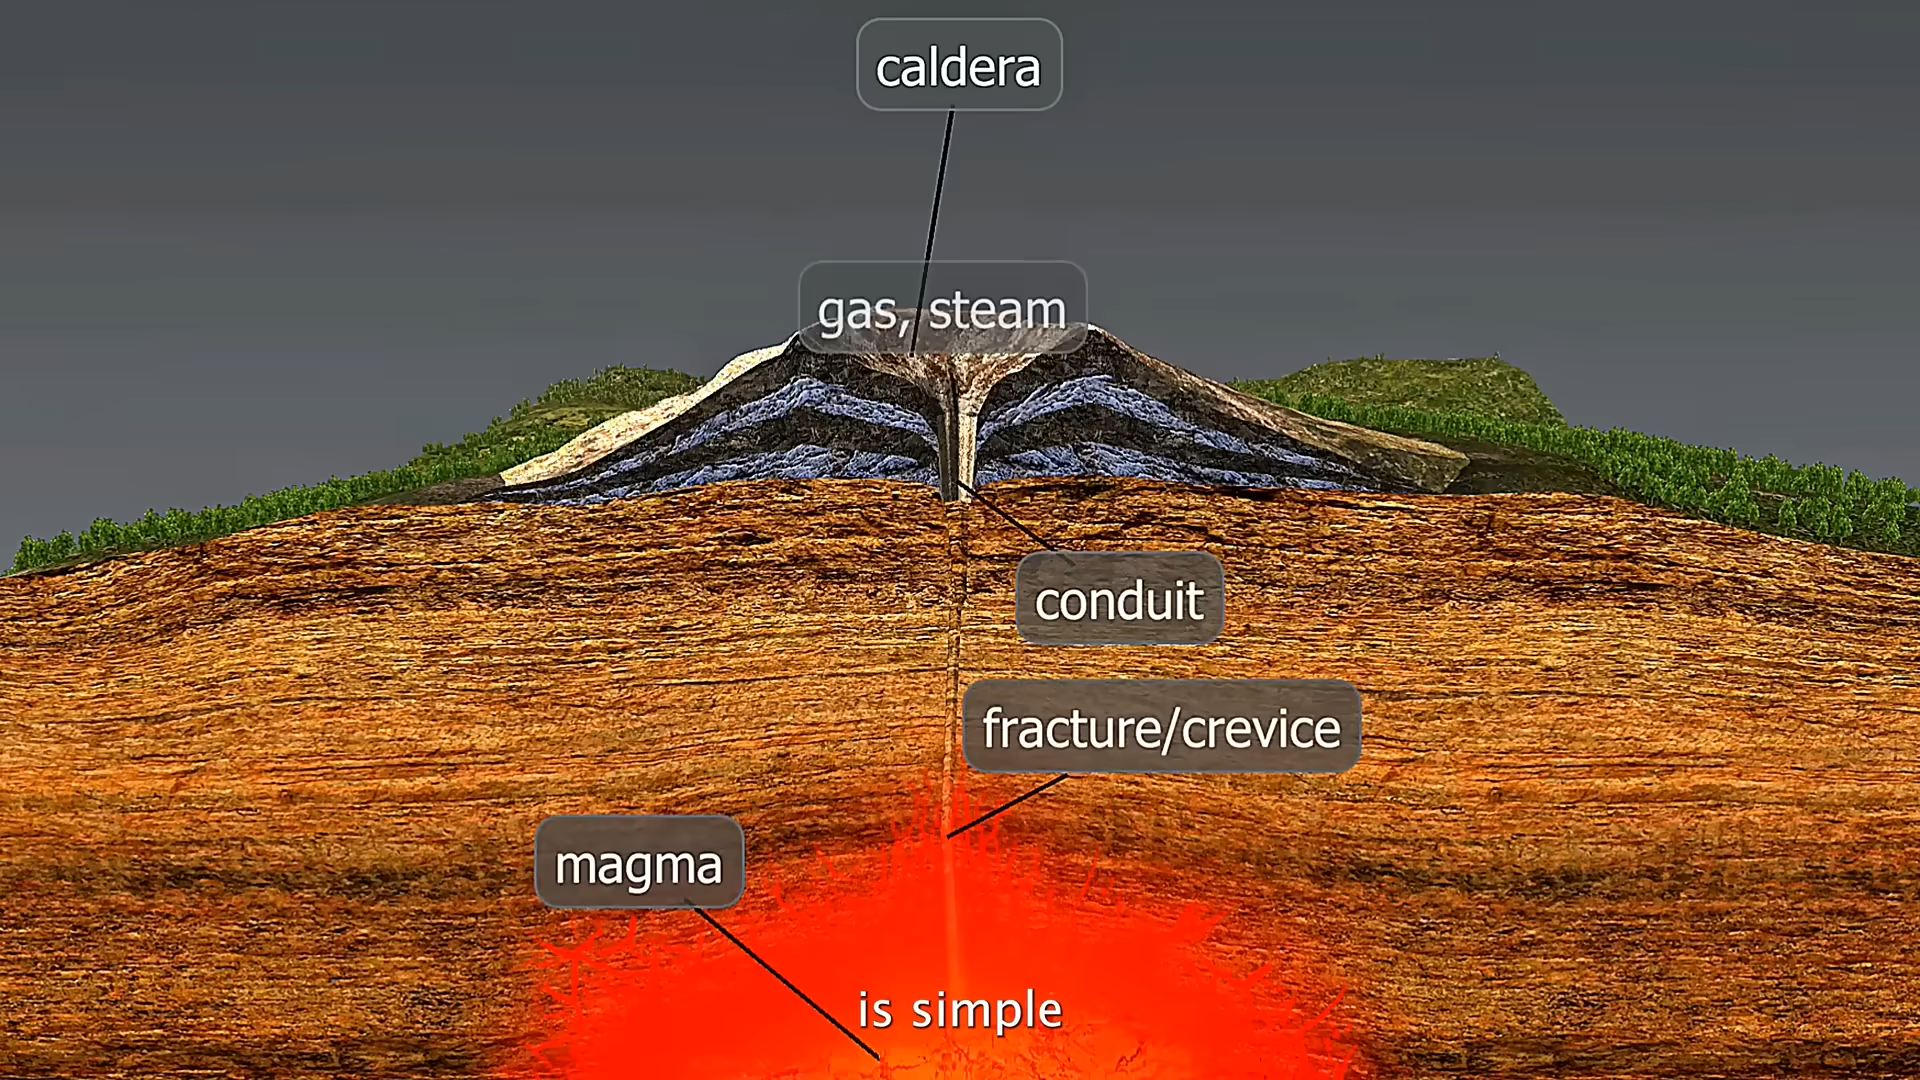 caldera
gas, steam
conduit
fracture/crevice
magma
is simple